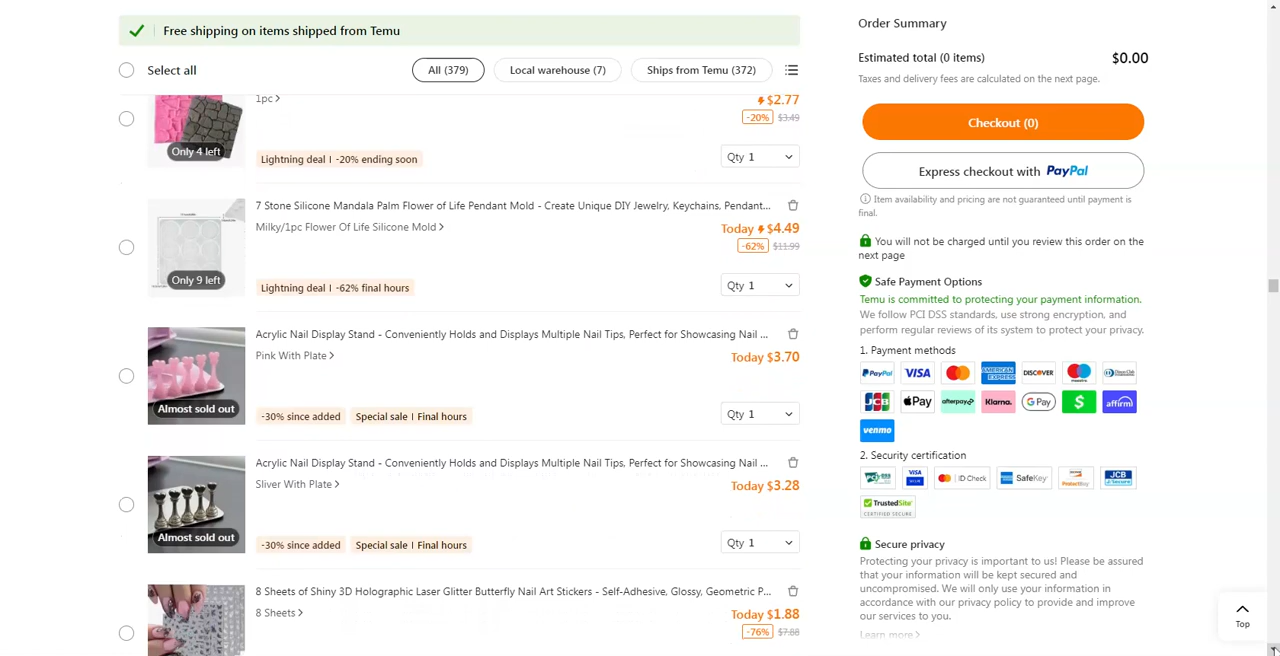 Free shipping on items shipped from Temu
Select all
All (379)
Local warehouse (7)
Ships from Temu (372)
1pc >
$2.77
-20% $3.49
Only 4 left
Lightning deal | -20% ending soon
Qty 1
7 Stone Silicone Mandala Palm Flower of Life Pendant Mold - Create Unique DIY Jewelry, Keychains, Pendant...
Milky/1pc Flower Of Life Silicone Mold >
Today $4.49
-62% $11.99
Only 9 left
Lightning deal | -62% final hours
Qty 1
Acrylic Nail Display Stand - Conveniently Holds and Displays Multiple Nail Tips, Perfect for Showcasing Nail ...
Pink With Plate >
Today $3.70
Almost sold out
-30% since added
Special sale | Final hours
Qty 1
Acrylic Nail Display Stand - Conveniently Holds and Displays Multiple Nail Tips, Perfect for Showcasing Nail ...
Sliver With Plate >
Today $3.28
Almost sold out
-30% since added
Special sale | Final hours
Qty 1
8 Sheets of Shiny 3D Holographic Laser Glitter Butterfly Nail Art Stickers - Self-Adhesive, Glossy, Geometric P...
8 Sheets >
Today $1.88
-76% $7.88
Order Summary
Estimated total (0 items) $0.00
Taxes and delivery fees are calculated on the next page.
Checkout (0)
Express checkout with PayPal
Item availability and pricing are not guaranteed until payment is
final.
You will not be charged until you review this order on the
next page
Safe Payment Options
Temu is committed to protecting your payment information.
We follow PCI DSS standards, use strong encryption, and
perform regular reviews of its system to protect your privacy.
1. Payment methods
PayPal VISA AMERICAN EXPRESS DISCOVER maestro Diners Club
JCB Pay afterpay Klarna. G Pay $ affirm
venmo
2. Security certification
VISA ID Check SafeKey ProtectBuy JCB J/Secure
TrustedSite
CERTIFIED SECURE
Secure privacy
Protecting your privacy is important to us! Please be assured
that your information will be kept secured and
uncompromised. We will only use your information in
accordance with our privacy policy to provide and improve
our services to you.
Learn more >
Top